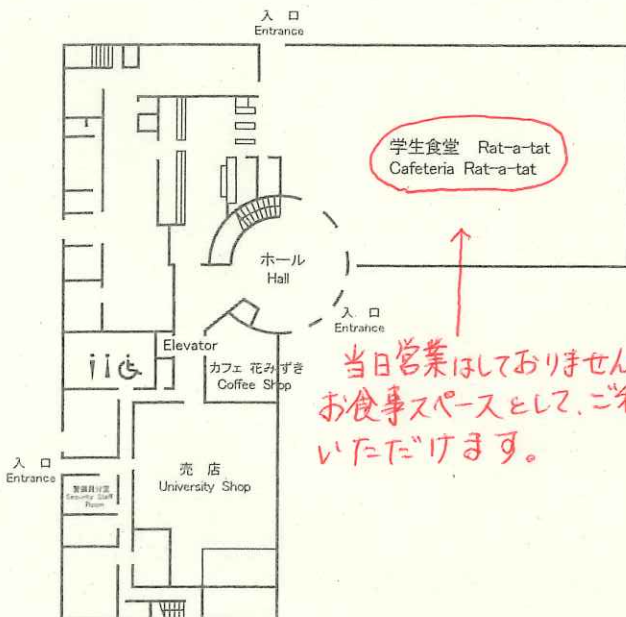 入 口
Entrance
学生食堂 Rat-a-tat
Cafeteria Rat-a-tat
ホール
Hall
入 口
Entrance
Elevator
カフェ 花みずき
Coffee Shop
当日営業はしておりません
お食事スペースとして、ご
いただけます。
入 口
Entrance
売 店
University Shop
警備員控室
Security Staff
Room